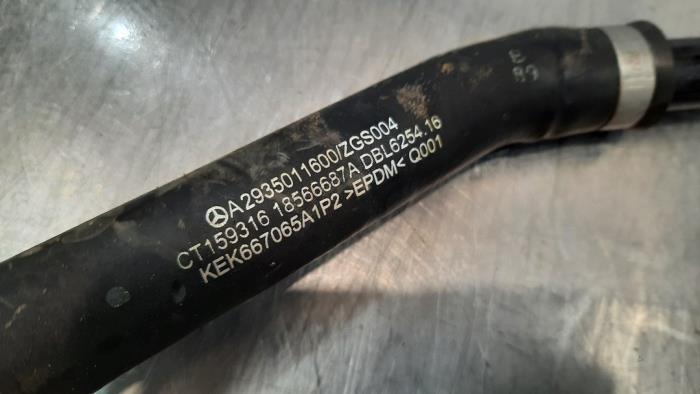 A2935011600/ZGS004
CT159316 18566687A DBL6254.16
KEK667065A1P2 >EPDM< Q001